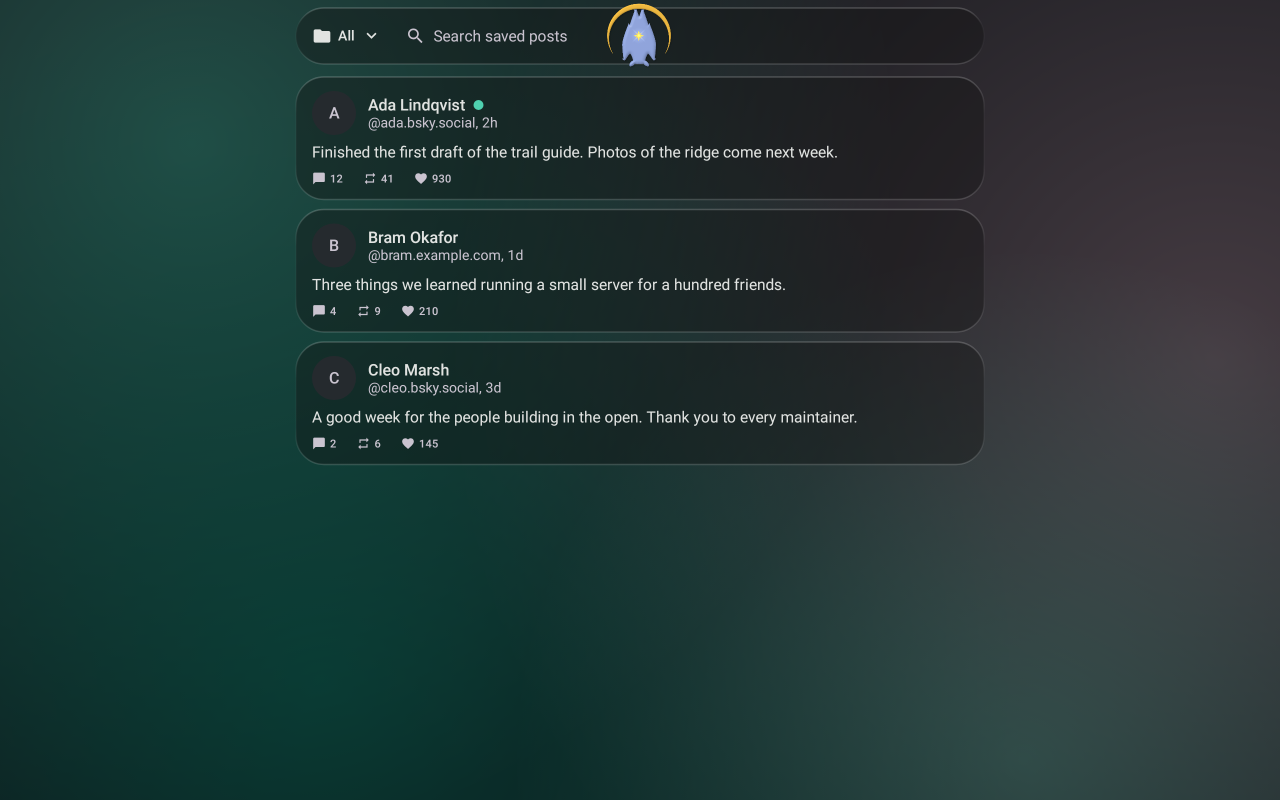 All
Search saved posts
A
Ada Lindqvist
@ada.bsky.social, 2h
Finished the first draft of the trail guide. Photos of the ridge come next week.
12 41 930
B
Bram Okafor
@bram.example.com, 1d
Three things we learned running a small server for a hundred friends.
4 9 210
C
Cleo Marsh
@cleo.bsky.social, 3d
A good week for the people building in the open. Thank you to every maintainer.
2 6 145